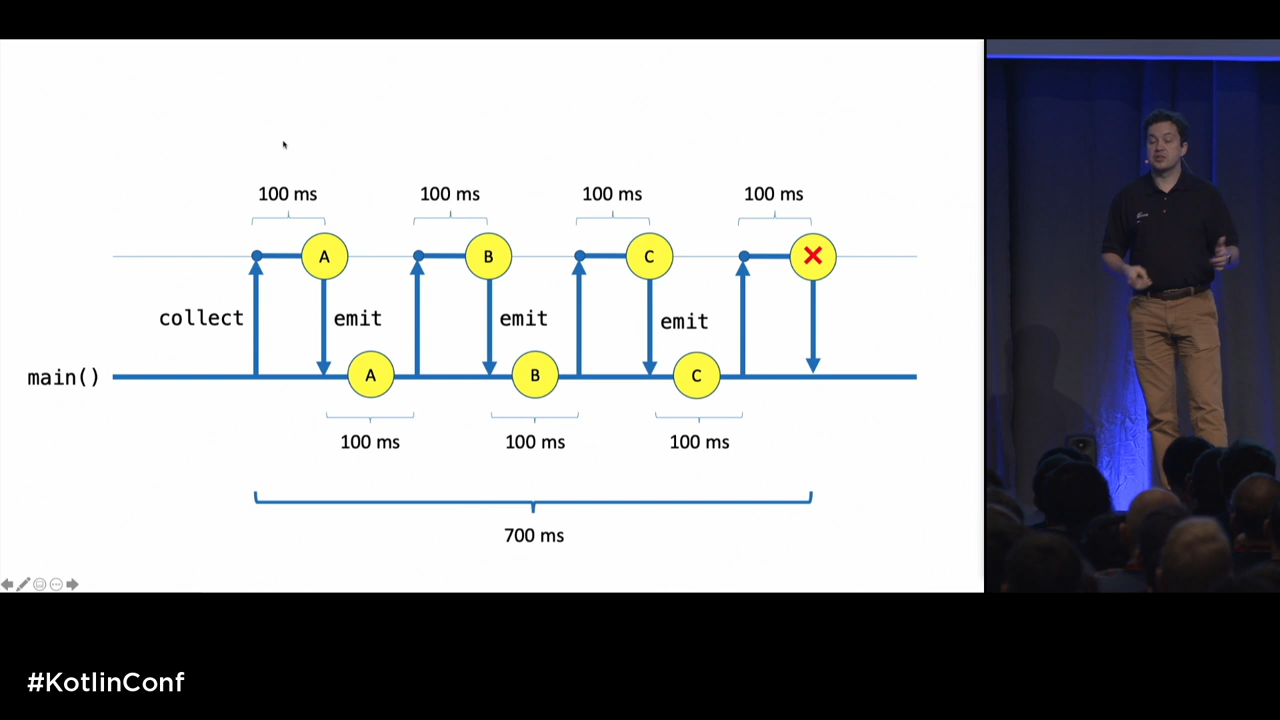 100 ms 100 ms 100 ms 100 ms
A B C
collect emit emit emit
main() A B C
100 ms 100 ms 100 ms
700 ms
#KotlinConf